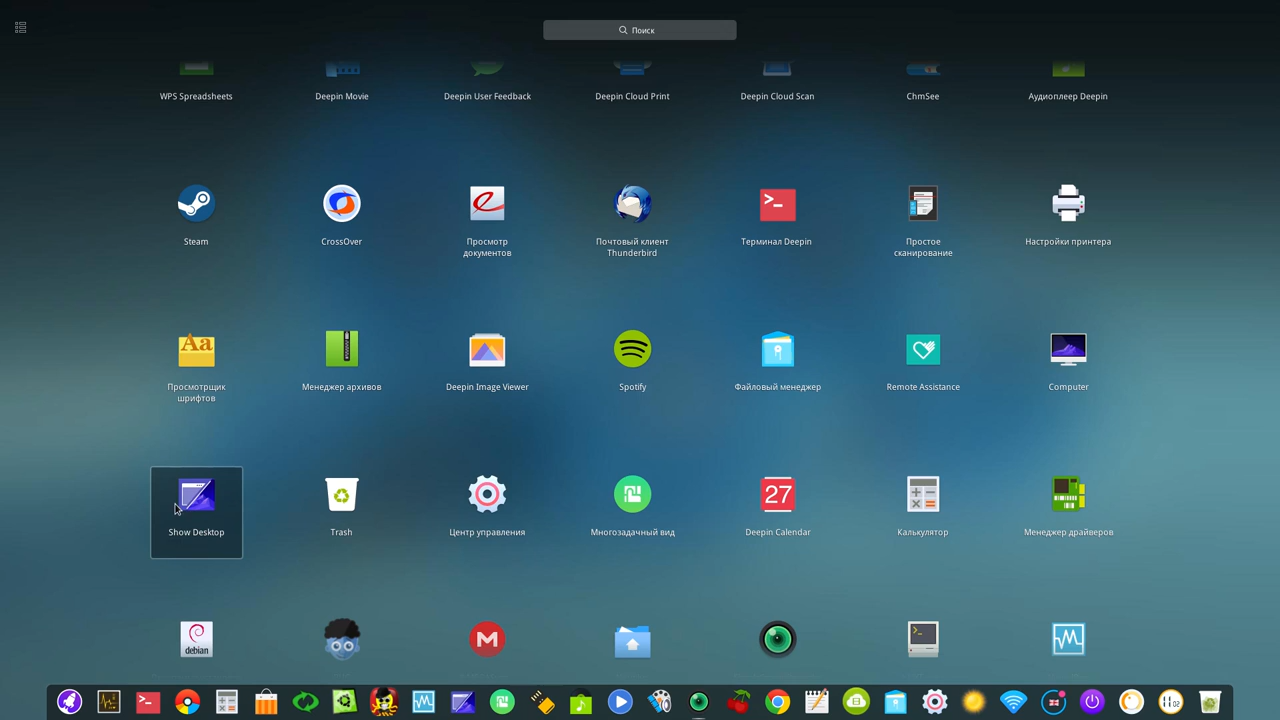 Поиск
WPS Spreadsheets
Deepin Movie
Deepin User Feedback
Deepin Cloud Print
Deepin Cloud Scan
ChmSee
Аудиоплеер Deepin
Steam
CrossOver
Просмотр
документов
Почтовый клиент
Thunderbird
Терминал Deepin
Простое
сканирование
Настройки принтера
Aa
Просмотрщик
шрифтов
Менеджер архивов
Deepin Image Viewer
Spotify
Файловый менеджер
Remote Assistance
Computer
Show Desktop
Trash
Центр управления
Многозадачный вид
27
Deepin Calendar
Калькулятор
Менеджер драйверов
debian
M
11 02